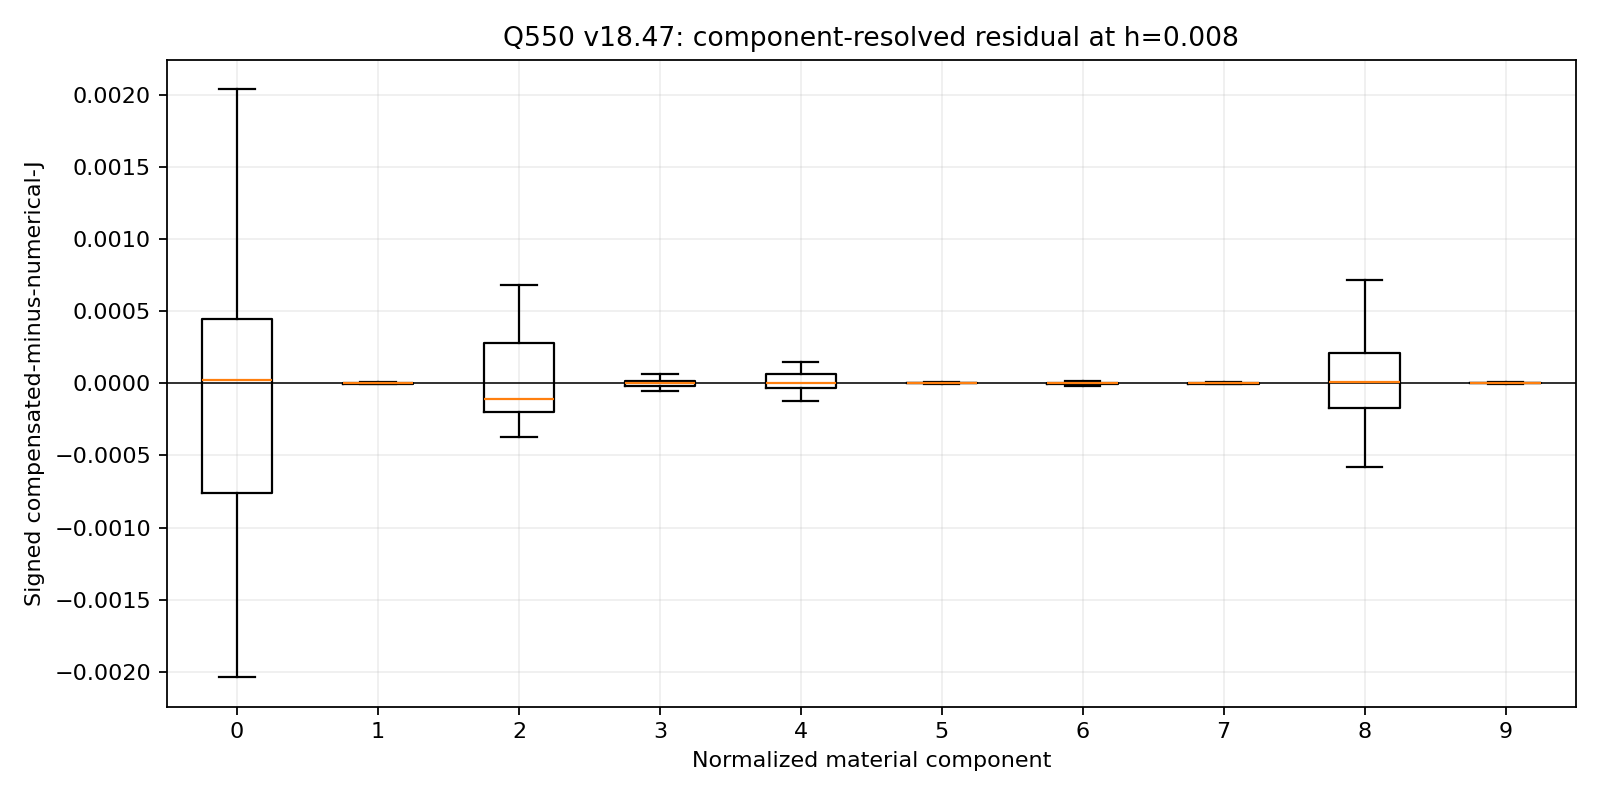 Q550 v18.47: component-resolved residual at h=0.008
Signed compensated-minus-numerical-J
0.0020
0.0015
0.0010
0.0005
0.0000
−0.0005
−0.0010
−0.0015
−0.0020
0 1 2 3 4 5 6 7 8 9
Normalized material component